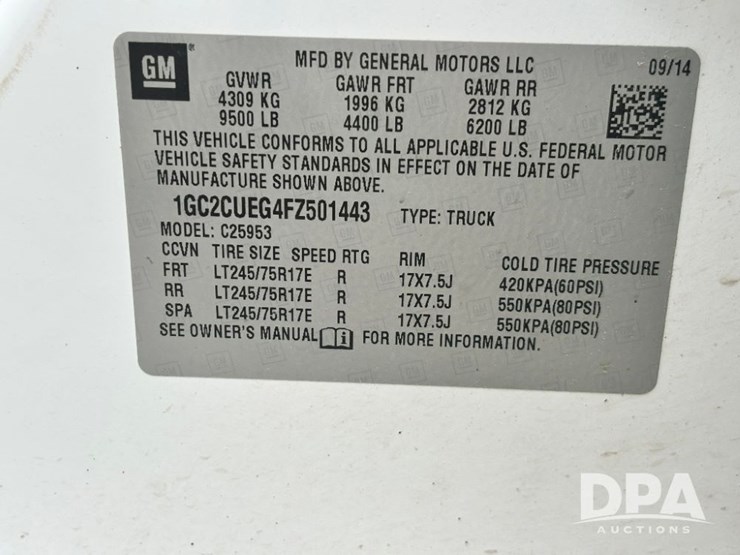 GM
MFD BY GENERAL MOTORS LLC 09/14
GVWR GAWR FRT GAWR RR
4309 KG 1996 KG 2812 KG
9500 LB 4400 LB 6200 LB
THIS VEHICLE CONFORMS TO ALL APPLICABLE U.S. FEDERAL MOTOR
VEHICLE SAFETY STANDARDS IN EFFECT ON THE DATE OF
MANUFACTURE SHOWN ABOVE.
1GC2CUEG4FZ501443 TYPE: TRUCK
MODEL: C25953
CCVN TIRE SIZE SPEED RTG RIM COLD TIRE PRESSURE
FRT LT245/75R17E R 17X7.5J 420KPA(60PSI)
RR LT245/75R17E R 17X7.5J 550KPA(80PSI)
SPA LT245/75R17E R 17X7.5J 550KPA(80PSI)
SEE OWNER'S MANUAL i FOR MORE INFORMATION.
DPA
AUCTIONS